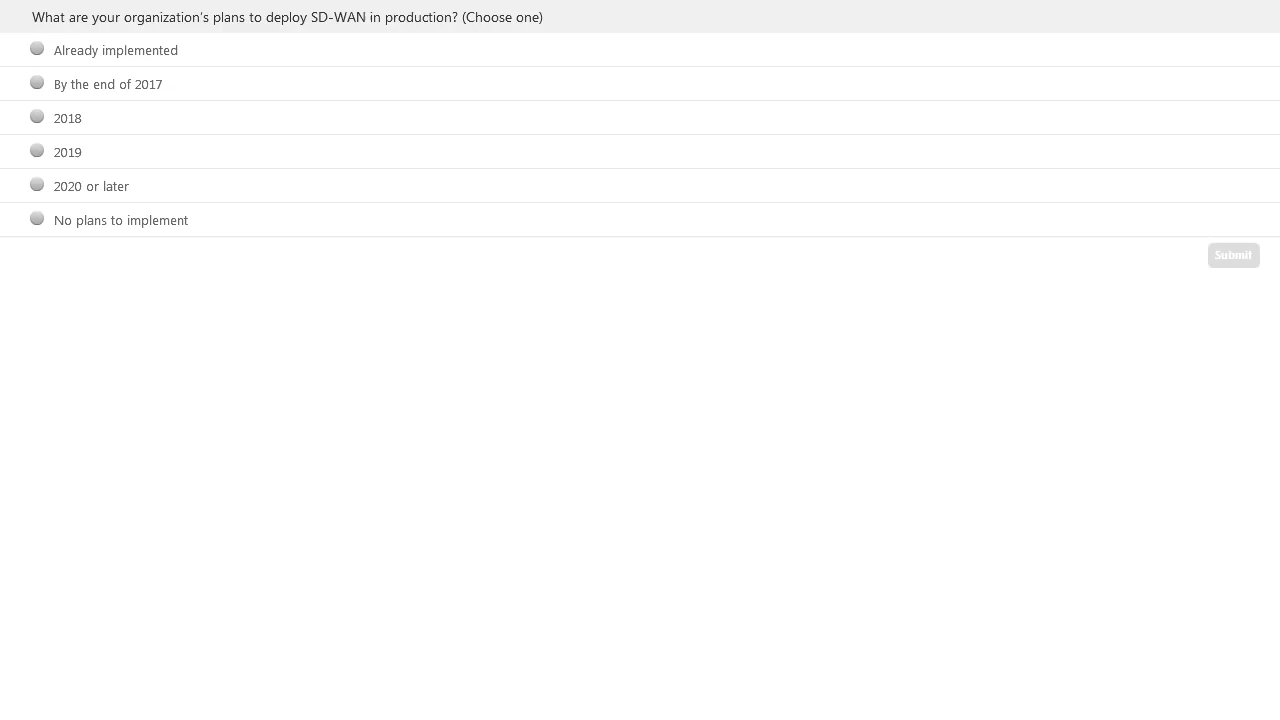 What are your organization's plans to deploy SD-WAN in production? (Choose one)
Already implemented
By the end of 2017
2018
2019
2020 or later
No plans to implement
Submit